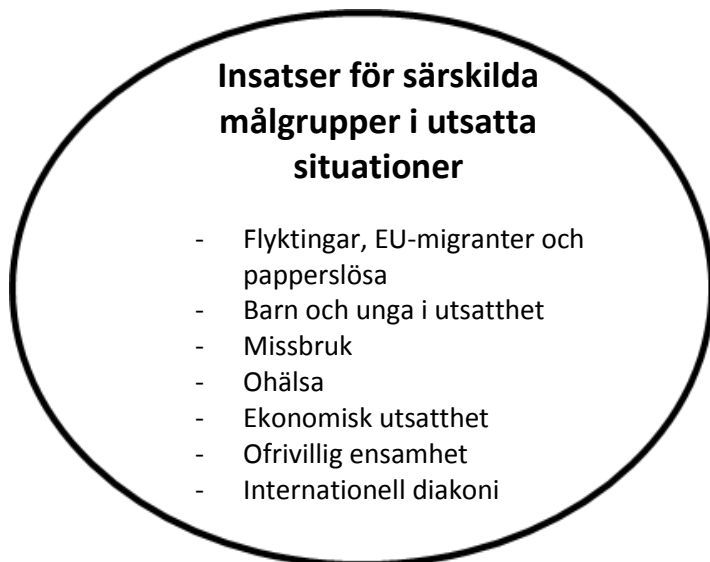 Insatser för särskilda
målgrupper i utsatta
situationer
- Flyktingar, EU-migranter och
papperslösa
- Barn och unga i utsatthet
- Missbruk
- Ohälsa
- Ekonomisk utsatthet
- Ofrivillig ensamhet
- Internationell diakoni